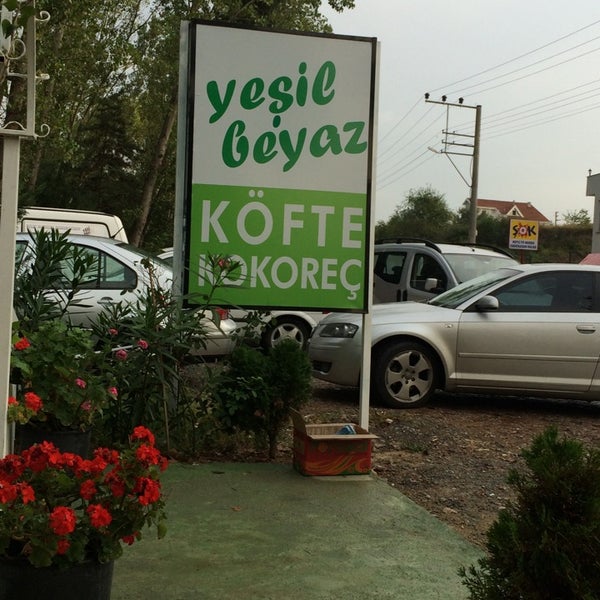 yeşil
beyaz
KÖFTE
KOKOREÇ
ŞOK